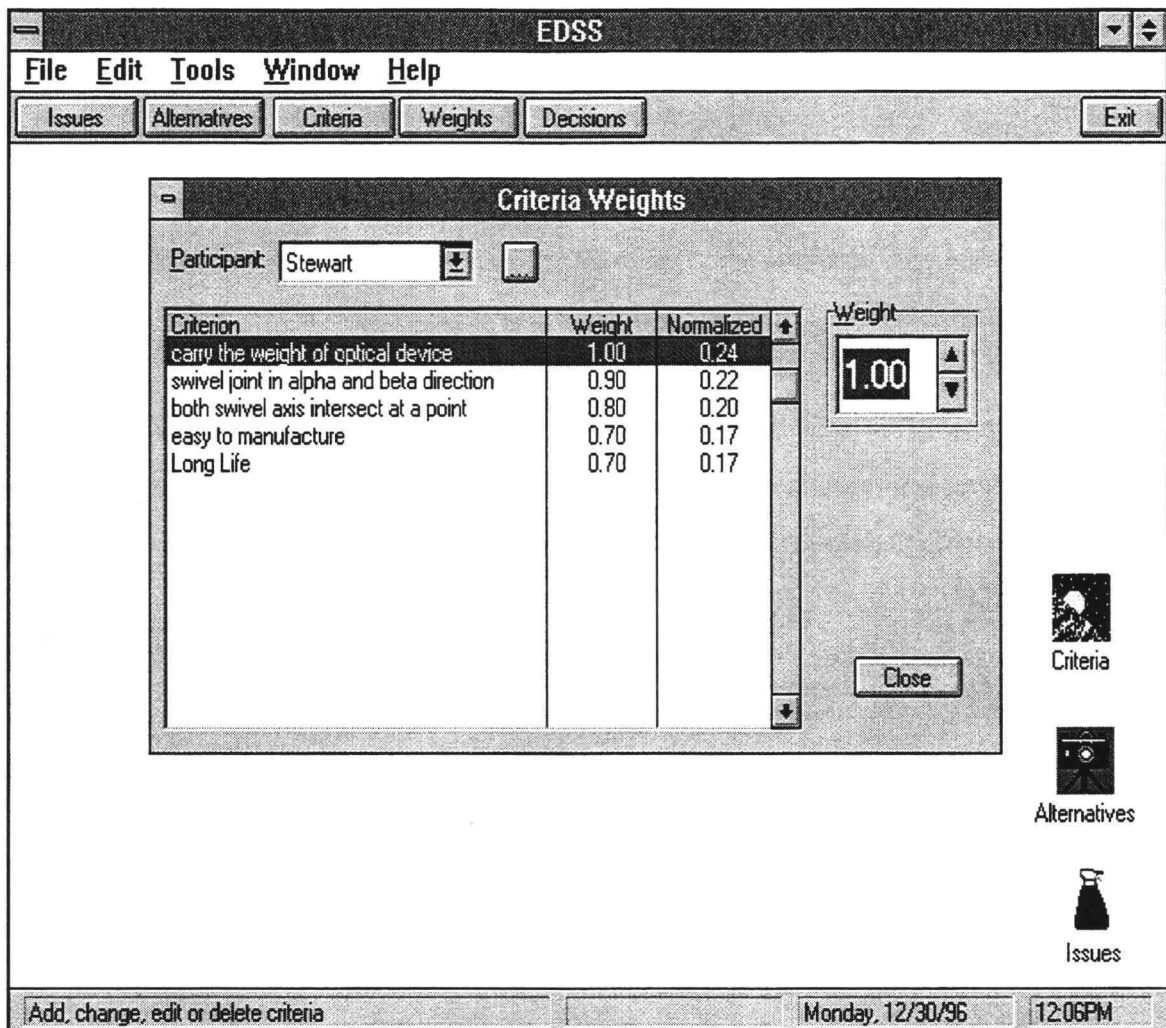 EDSS
File Edit Tools Window Help
Issues Alternatives Criteria Weights Decisions Exit
Criteria Weights
Participant: Stewart ...
Criterion Weight Normalized
carry the weight of optical device 1.00 0.24
swivel joint in alpha and beta direction 0.90 0.22
both swivel axis intersect at a point 0.80 0.20
easy to manufacture 0.70 0.17
Long Life 0.70 0.17
Weight
1.00
Close
Criteria
Alternatives
Issues
Add, change, edit or delete criteria Monday, 12/30/96 12:06PM